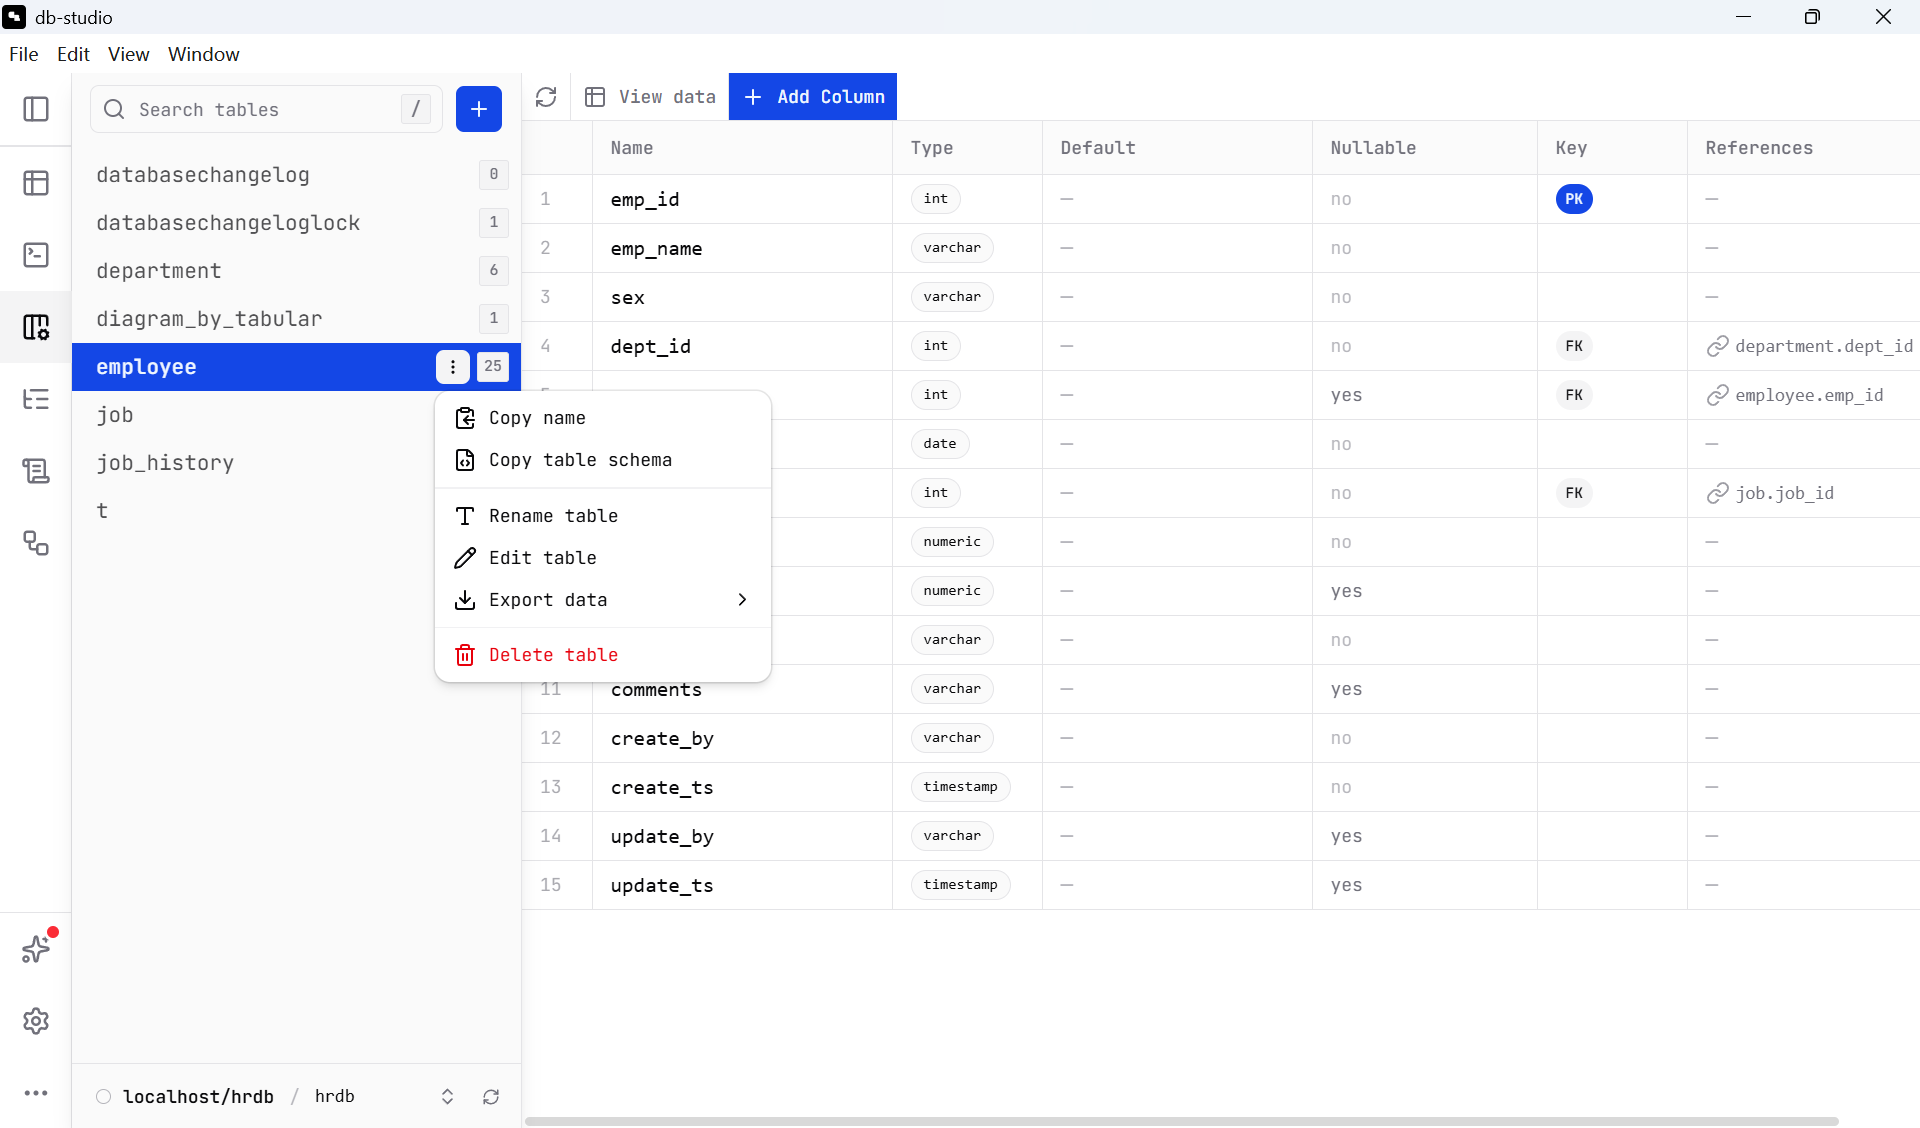 db-studio
File Edit View Window
Search tables /
databasechangelog 0
databasechangeloglock 1
department 6
diagram_by_tabular 1
employee 25
job
job_history
t
Copy name
Copy table schema
Rename table
Edit table
Export data
Delete table
localhost/hrdb / hrdb
View data Add Column
Name Type Default Nullable Key References
1 emp_id int — no PK —
2 emp_name varchar — no —
3 sex varchar — no —
4 dept_id int — no FK department.dept_id
int — yes FK employee.emp_id
date — no —
int — no FK job.job_id
numeric — no —
numeric — yes —
varchar — no —
11 comments varchar — yes —
12 create_by varchar — no —
13 create_ts timestamp — no —
14 update_by varchar — yes —
15 update_ts timestamp — yes —